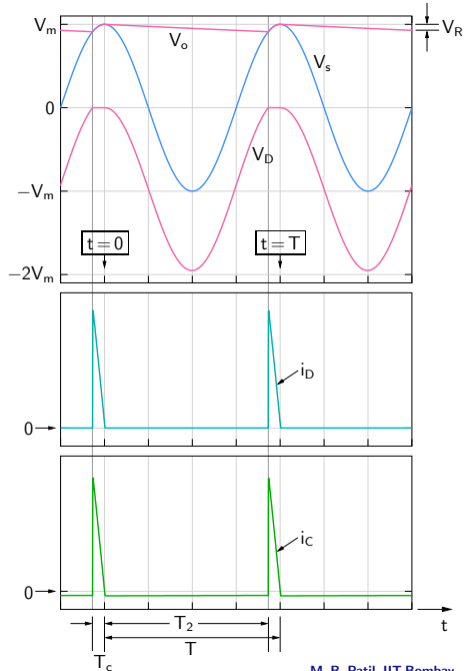 Vm
VR
Vo
Vs
0
VD
−Vm
t = 0
t = T
−2Vm
iD
0
iC
0
T2
t
T
Tc
M. B. Patil, IIT Bombay